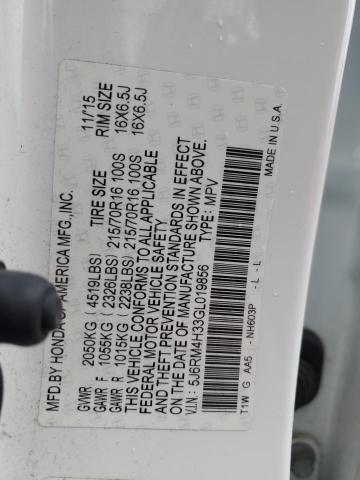 MFD.BY HONDA OF AMERICA MFG.,INC. 11/15
TIRE SIZE RIM SIZE
GVWR 2050KG (4519LBS)
GAWR F 1055KG (2326LBS) 215/70R16 100S 16X6.5J
GAWR R 1015KG (2238LBS) 215/70R16 100S 16X6.5J
THIS VEHICLE CONFORMS TO ALL APPLICABLE
FEDERAL MOTOR VEHICLE SAFETY AND
THEFT PREVENTION STANDARDS IN EFFECT
ON THE DATE OF MANUFACTURE SHOWN ABOVE.
V.I.N.: 5J6RM4H33GL019856 TYPE: MPV
T1W G AA5 - NH603P - L - L
MADE IN U.S.A.